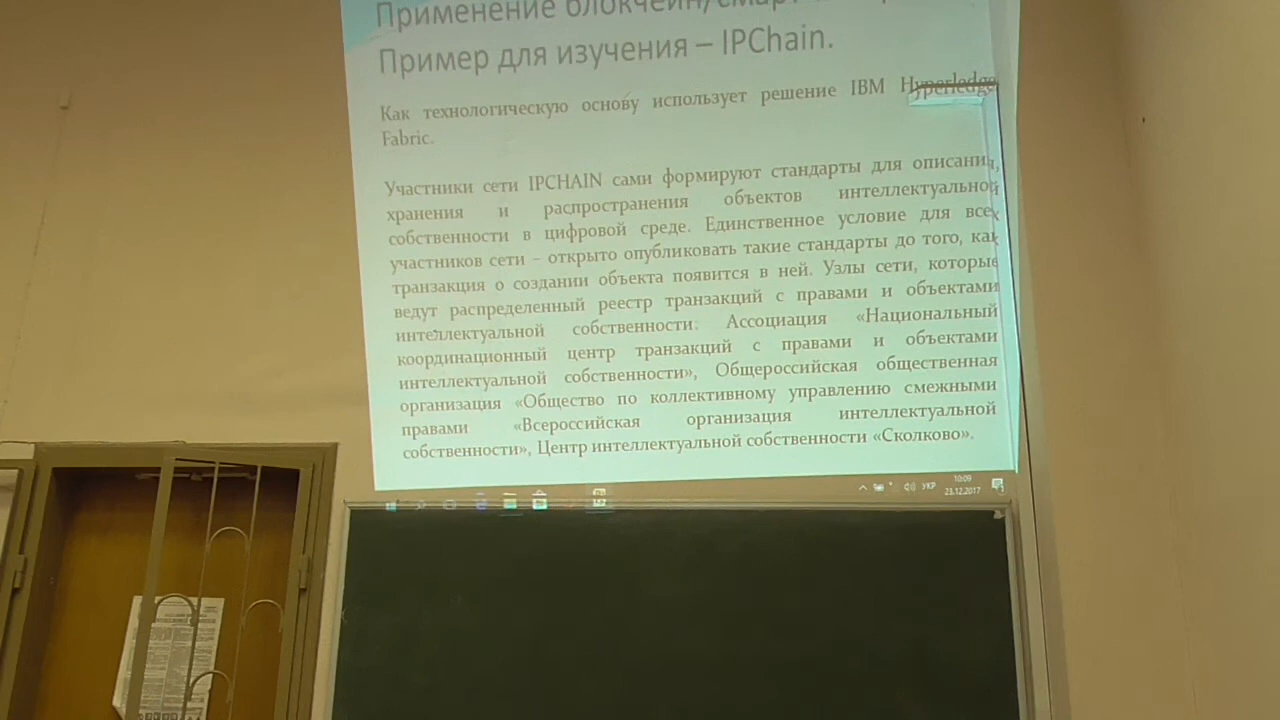 Применение блокчейн/смарт
Пример для изучения – IPChain.
Как технологическую основу использует решение IBM Hyperledge
Fabric.
Участники сети IPCHAIN сами формируют стандарты для описания,
хранения и распространения объектов интеллектуальной
собственности в цифровой среде. Единственное условие для всех
участников сети – открыто опубликовать такие стандарты до того, как
транзакция о создании объекта появится в ней. Узлы сети, которые
ведут распределенный реестр транзакций с правами и объектами
интеллектуальной собственности: Ассоциация «Национальный
координационный центр транзакций с правами и объектами
интеллектуальной собственности», Общероссийская общественная
организация «Общество по коллективному управлению смежными
правами «Всероссийская организация интеллектуальной
собственности», Центр интеллектуальной собственности «Сколково».
УКР
10:09
23.12.2017